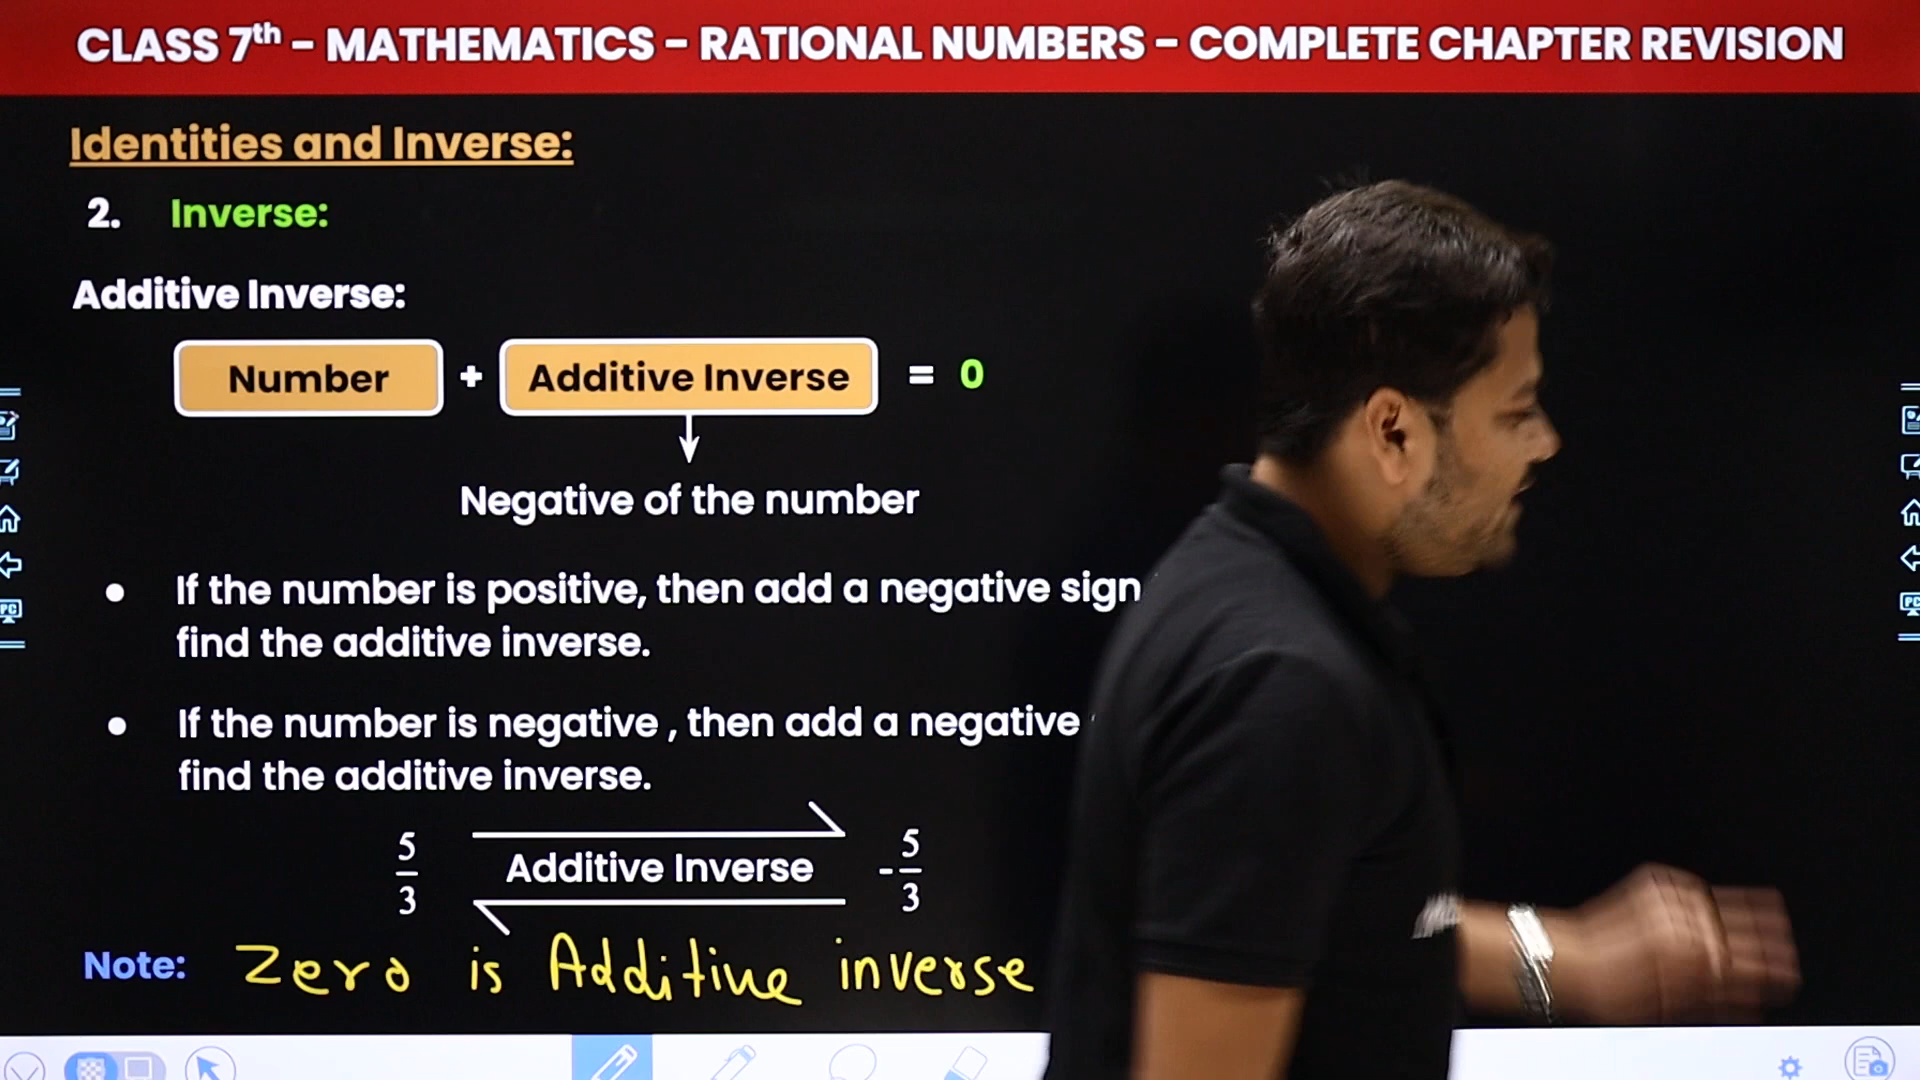 CLASS 7th – MATHEMATICS – RATIONAL NUMBERS – COMPLETE CHAPTER REVISION
Identities and Inverse:
2. Inverse:
Additive Inverse:
Number + Additive Inverse = 0
Negative of the number
• If the number is positive, then add a negative sign
find the additive inverse.
• If the number is negative , then add a negative
find the additive inverse.
5/3 Additive Inverse -5/3
Note: Zero is Additive inverse
PC PC